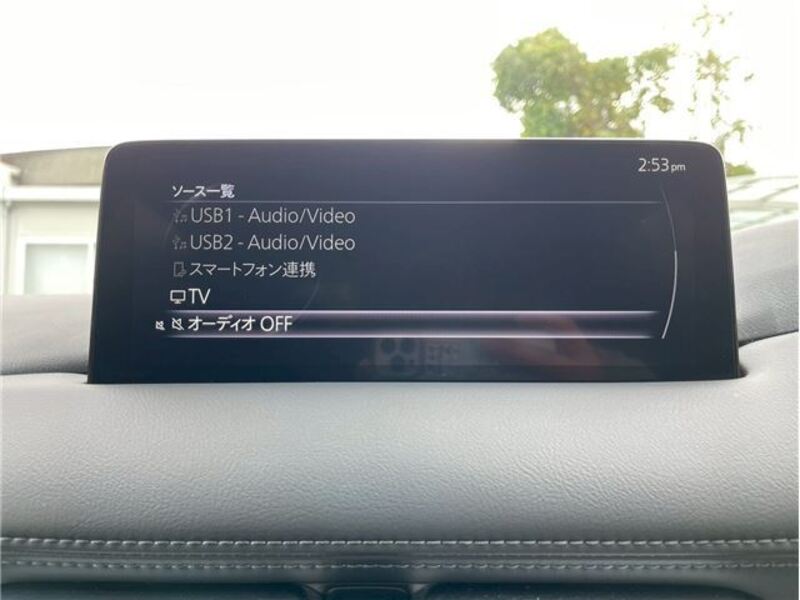 2:53pm
ソース一覧
USB1 - Audio/Video
USB2 - Audio/Video
スマートフォン連携
TV
オーディオ OFF